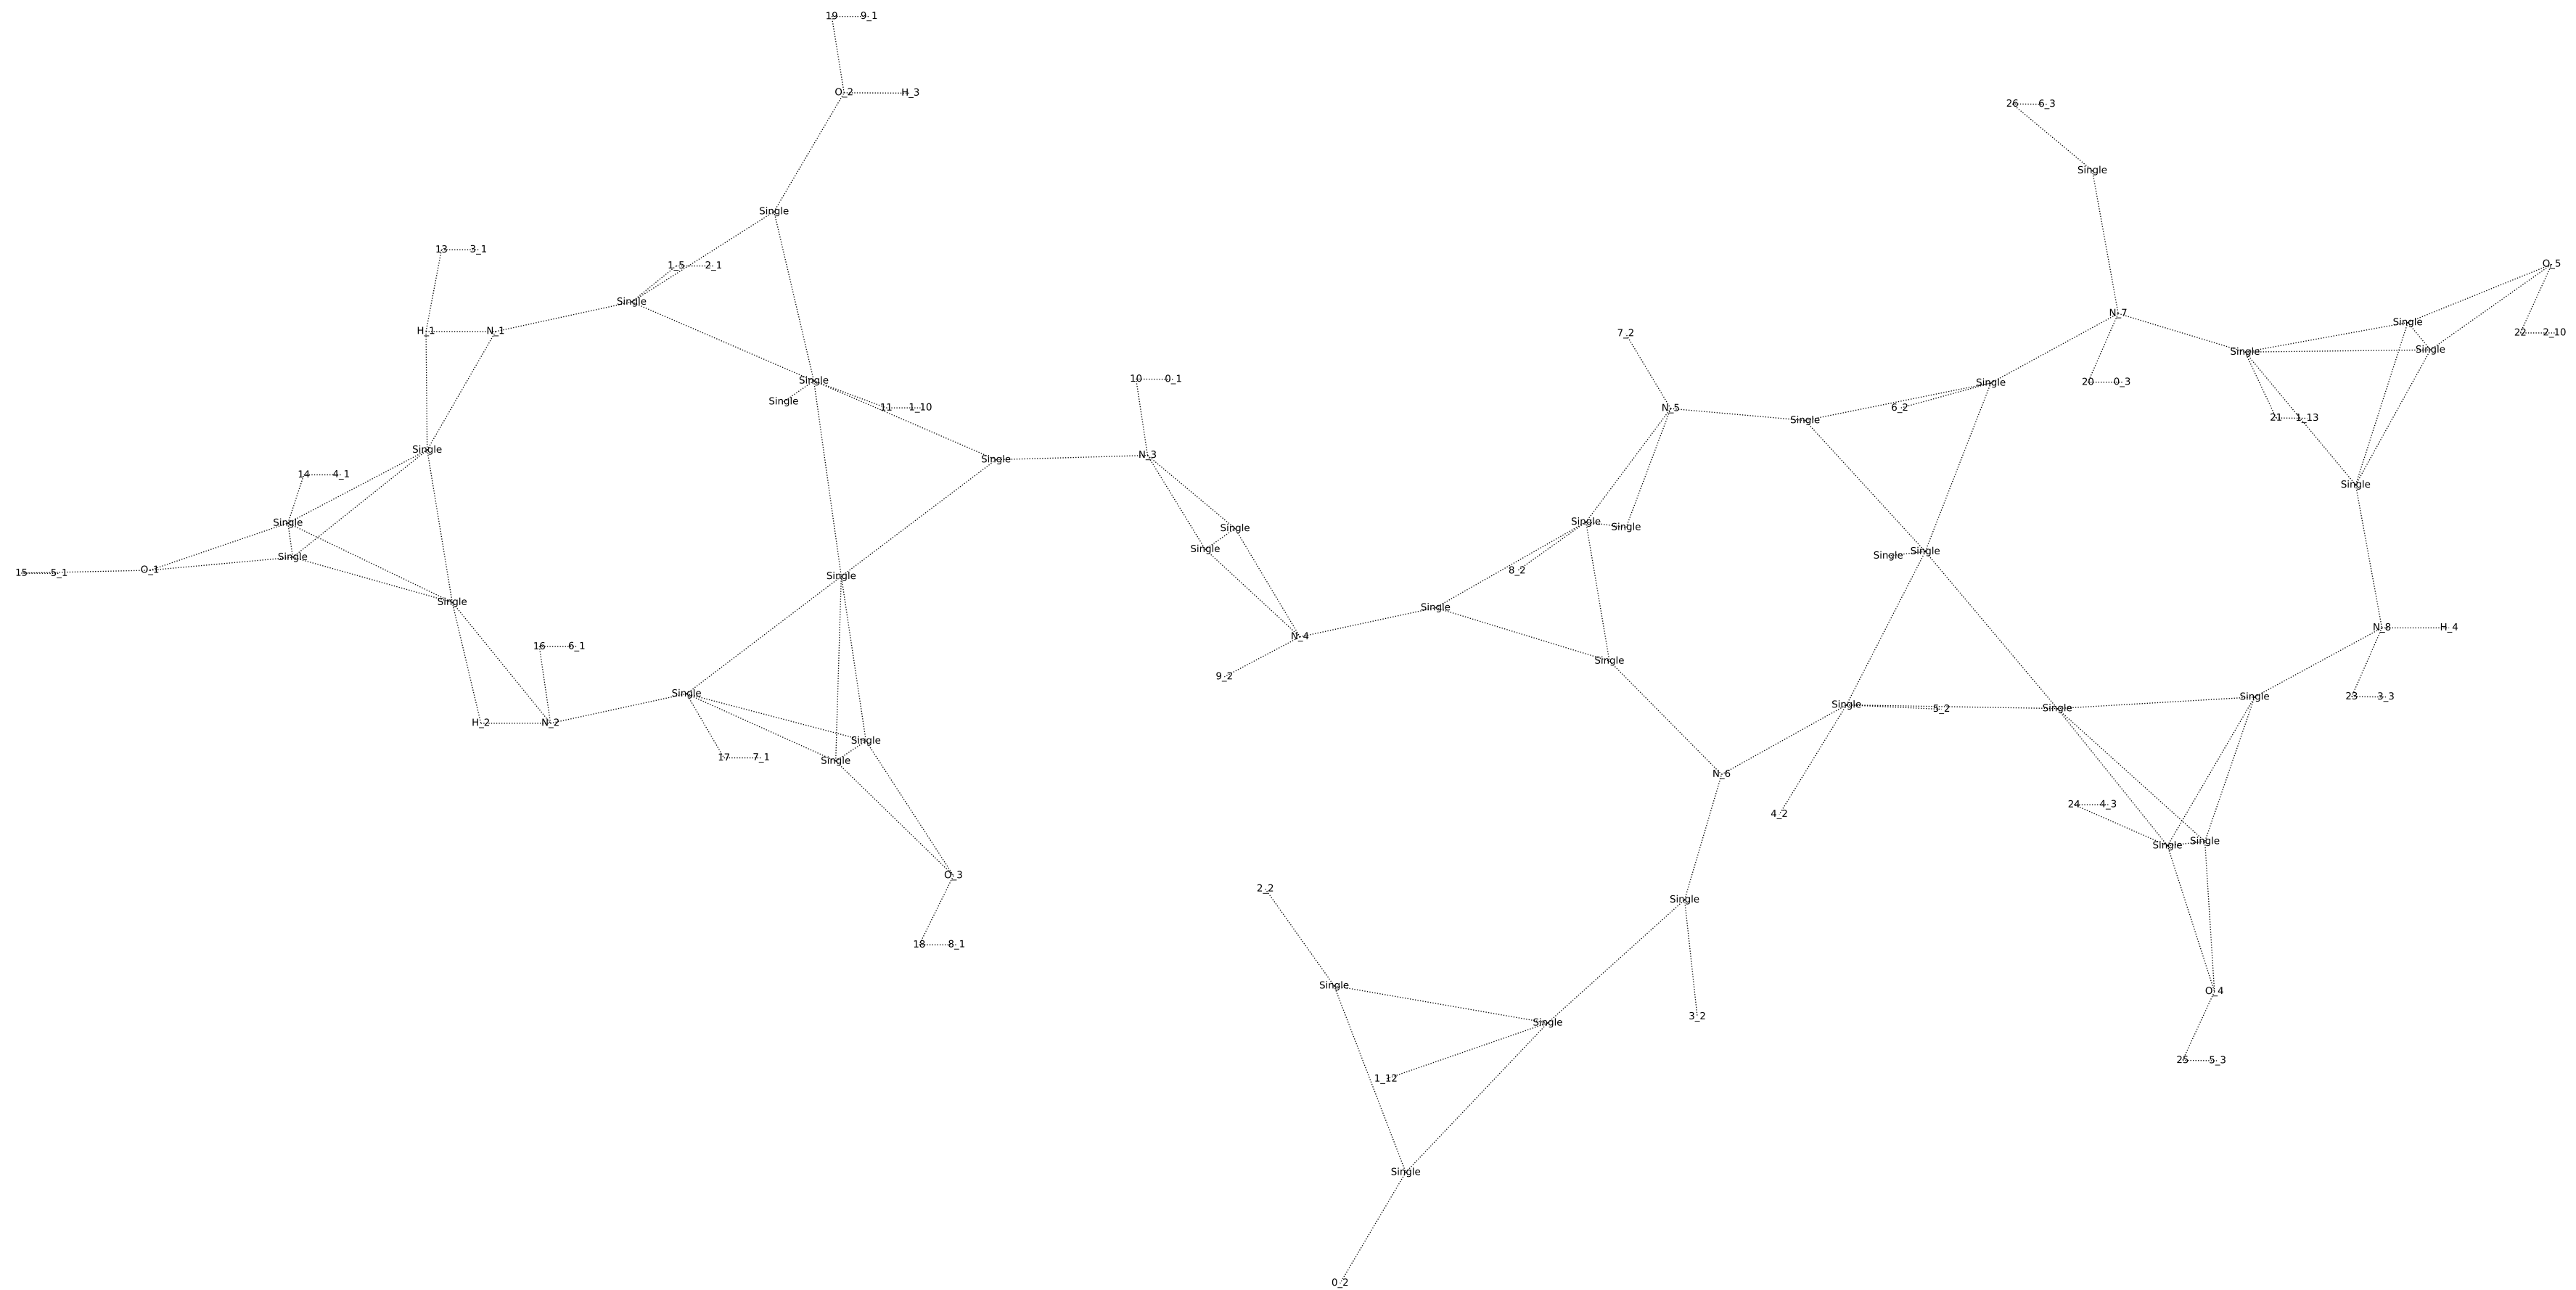 19 9_1
O_2 H_3
26 6_3
Single
Single
13 3_1
1_5 2_1
O_5
Single
N_7
Single
H_1 N_1
7_2
22 2_10
Single
Single
Single
10 0_1
Single
20 0_3
Single
Single
11 1_10
N_5
6_2
21 1_13
Single
Single
N_3
Single
14 4_1
Single
Single
Single
Single
Single
Single
Single
Single
Single
Single
15 5_1
O_1
8_2
Single
Single
Single
N_8 H_4
N_4
16 6_1
Single
9_2
Single
23 3_3
Single
Single
5_2
Single
H_2 N_2
Single
17 7_1
Single
N_6
24 4_3
4_2
Single
Single
O_3
2_2
Single
18 8_1
Single
O_4
3_2
Single
25 5_3
1_12
Single
0_2